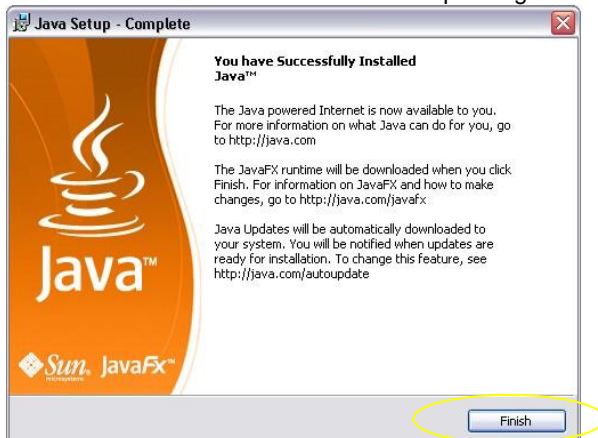 Java Setup - Complete
You have Successfully Installed
Java™
The Java powered Internet is now available to you.
For more information on what Java can do for you, go
to http://java.com
The JavaFX runtime will be downloaded when you click
Finish. For information on JavaFX and how to make
changes, go to http://java.com/javafx
Java Updates will be automatically downloaded to
your system. You will be notified when updates are
ready for installation. To change this feature, see
http://java.com/autoupdate
Java™
Sun. JavaFX™
microsystems
Finish